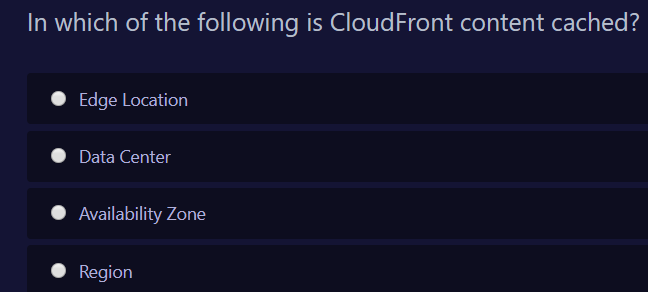 In which of the following is CloudFront content cached?
Edge Location
Data Center
Availability Zone
Region